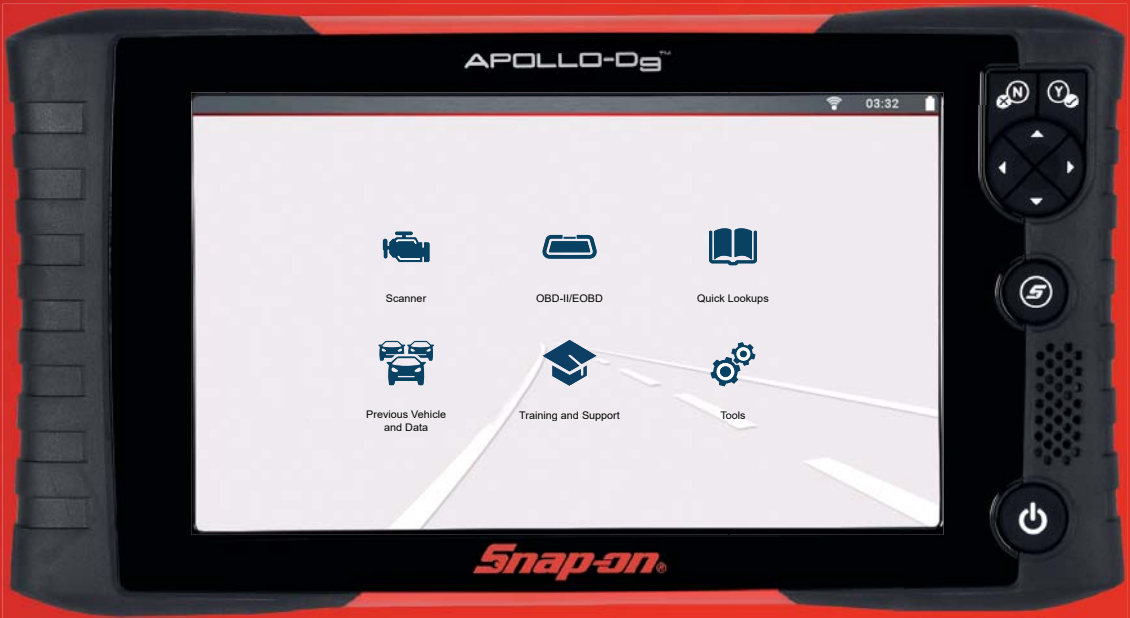 APOLLO-D9™
03:32
N
Y
Scanner
OBD-II/EOBD
Quick Lookups
Previous Vehicle
and Data
Training and Support
Tools
S
Snap-on®